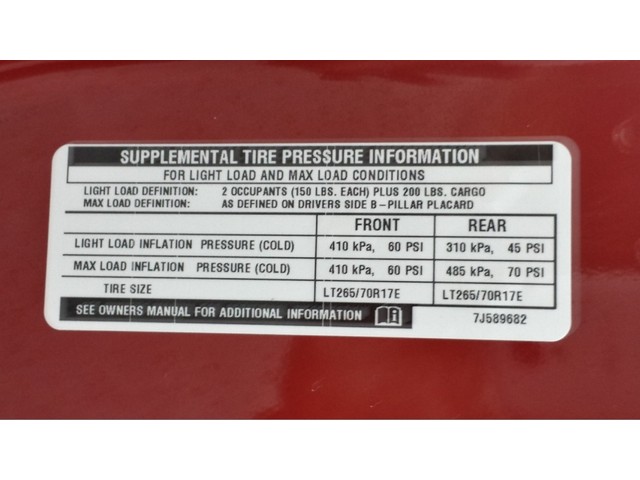 SUPPLEMENTAL TIRE PRESSURE INFORMATION
FOR LIGHT LOAD AND MAX LOAD CONDITIONS
LIGHT LOAD DEFINITION: 2 OCCUPANTS (150 LBS. EACH) PLUS 200 LBS. CARGO
MAX LOAD DEFINITION: AS DEFINED ON DRIVERS SIDE B-PILLAR PLACARD
FRONT REAR
LIGHT LOAD INFLATION PRESSURE (COLD) 410 kPa, 60 PSI 310 kPa, 45 PSI
MAX LOAD INFLATION PRESSURE (COLD) 410 kPa, 60 PSI 485 kPa, 70 PSI
TIRE SIZE LT265/70R17E LT265/70R17E
SEE OWNERS MANUAL FOR ADDITIONAL INFORMATION 7J589682